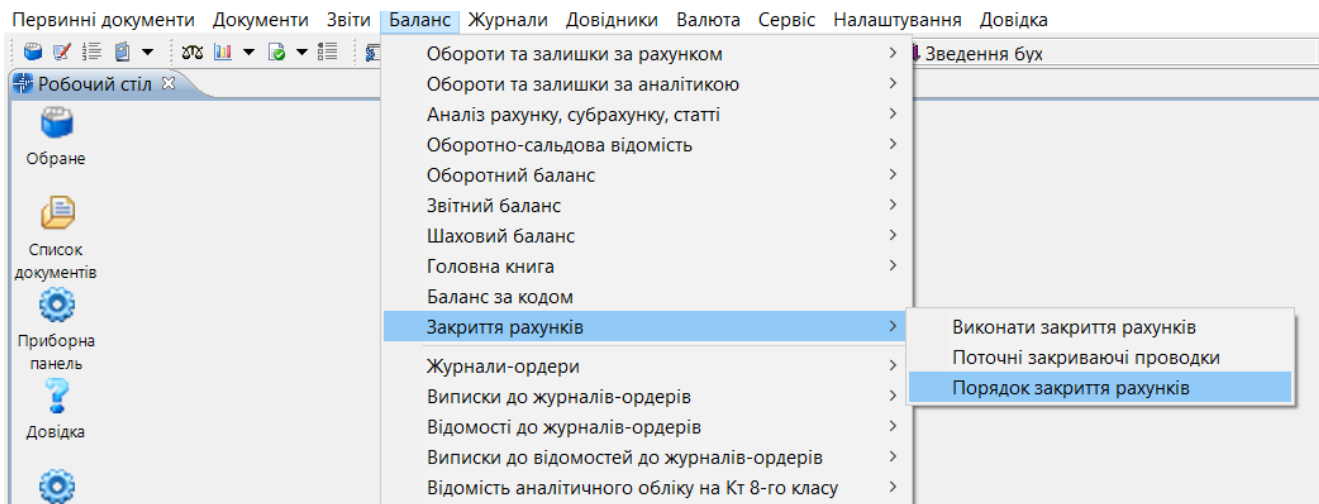 Первинні документи Документи Звіти Баланс Журнали Довідники Валюта Сервіс Налаштування Довідка
Зведення бух
Робочий стіл
Обране
Список
документів
Приборна
панель
Довідка
Обороти та залишки за рахунком
Обороти та залишки за аналітикою
Аналіз рахунку, субрахунку, статті
Оборотно-сальдова відомість
Оборотний баланс
Звітний баланс
Шаховий баланс
Головна книга
Баланс за кодом
Закриття рахунків
Журнали-ордери
Виписки до журналів-ордерів
Відомості до журналів-ордерів
Виписки до відомостей до журналів-ордерів
Відомість аналітичного обліку на Кт 8-го класу
Виконати закриття рахунків
Поточні закриваючі проводки
Порядок закриття рахунків